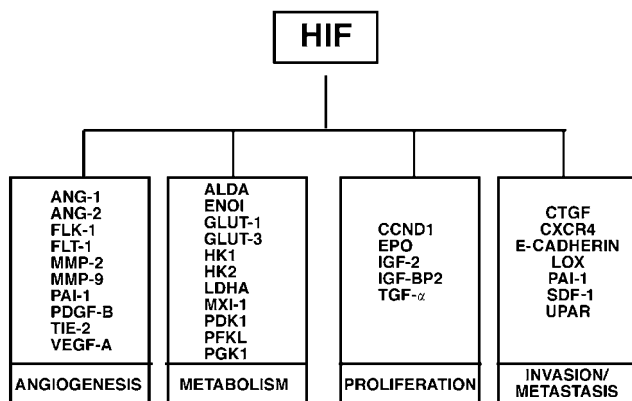 HIF
ANG-1
ANG-2
FLK-1
FLT-1
MMP-2
MMP-9
PAI-1
PDGF-B
TIE-2
VEGF-A
ANGIOGENESIS
ALDA
ENOI
GLUT-1
GLUT-3
HK1
HK2
LDHA
MXI-1
PDK1
PFKL
PGK1
METABOLISM
CCND1
EPO
IGF-2
IGF-BP2
TGF-α
PROLIFERATION
CTGF
CXCR4
E-CADHERIN
LOX
PAI-1
SDF-1
UPAR
INVASION/
METASTASIS